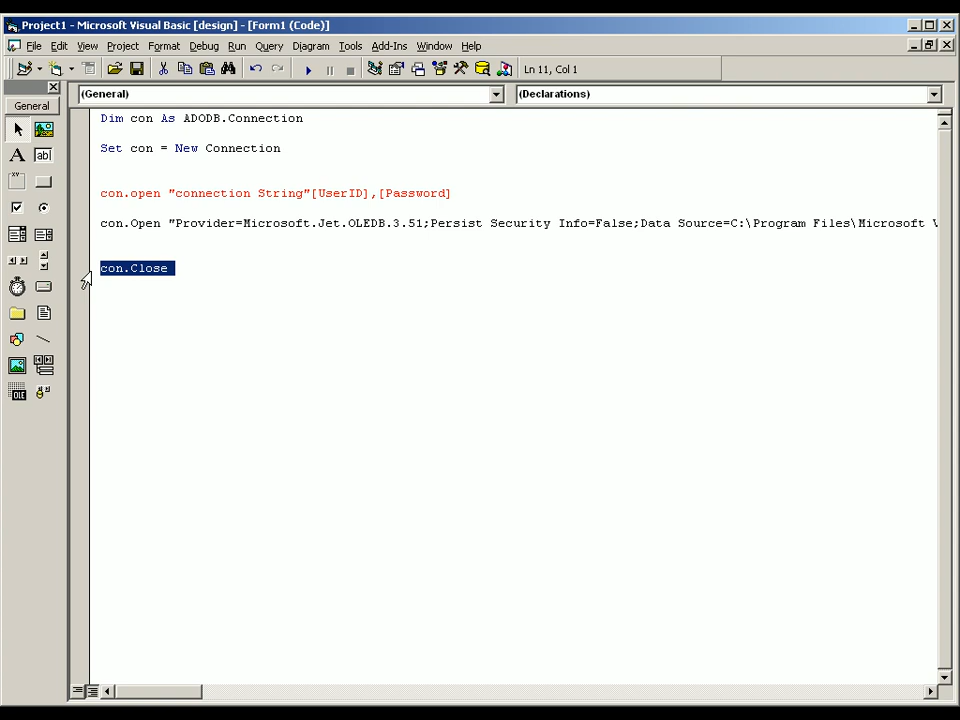 Project1 - Microsoft Visual Basic [design] - [Form1 (Code)]
File Edit View Project Format Debug Run Query Diagram Tools Add-Ins Window Help
Ln 11, Col 1
General
(General) (Declarations)
Dim con As ADODB.Connection
Set con = New Connection
con.open "connection String"[UserID],[Password]
con.Open "Provider=Microsoft.Jet.OLEDB.3.51;Persist Security Info=False;Data Source=C:\Program Files\Microsoft V
con.Close
A
ab
xv
OLE